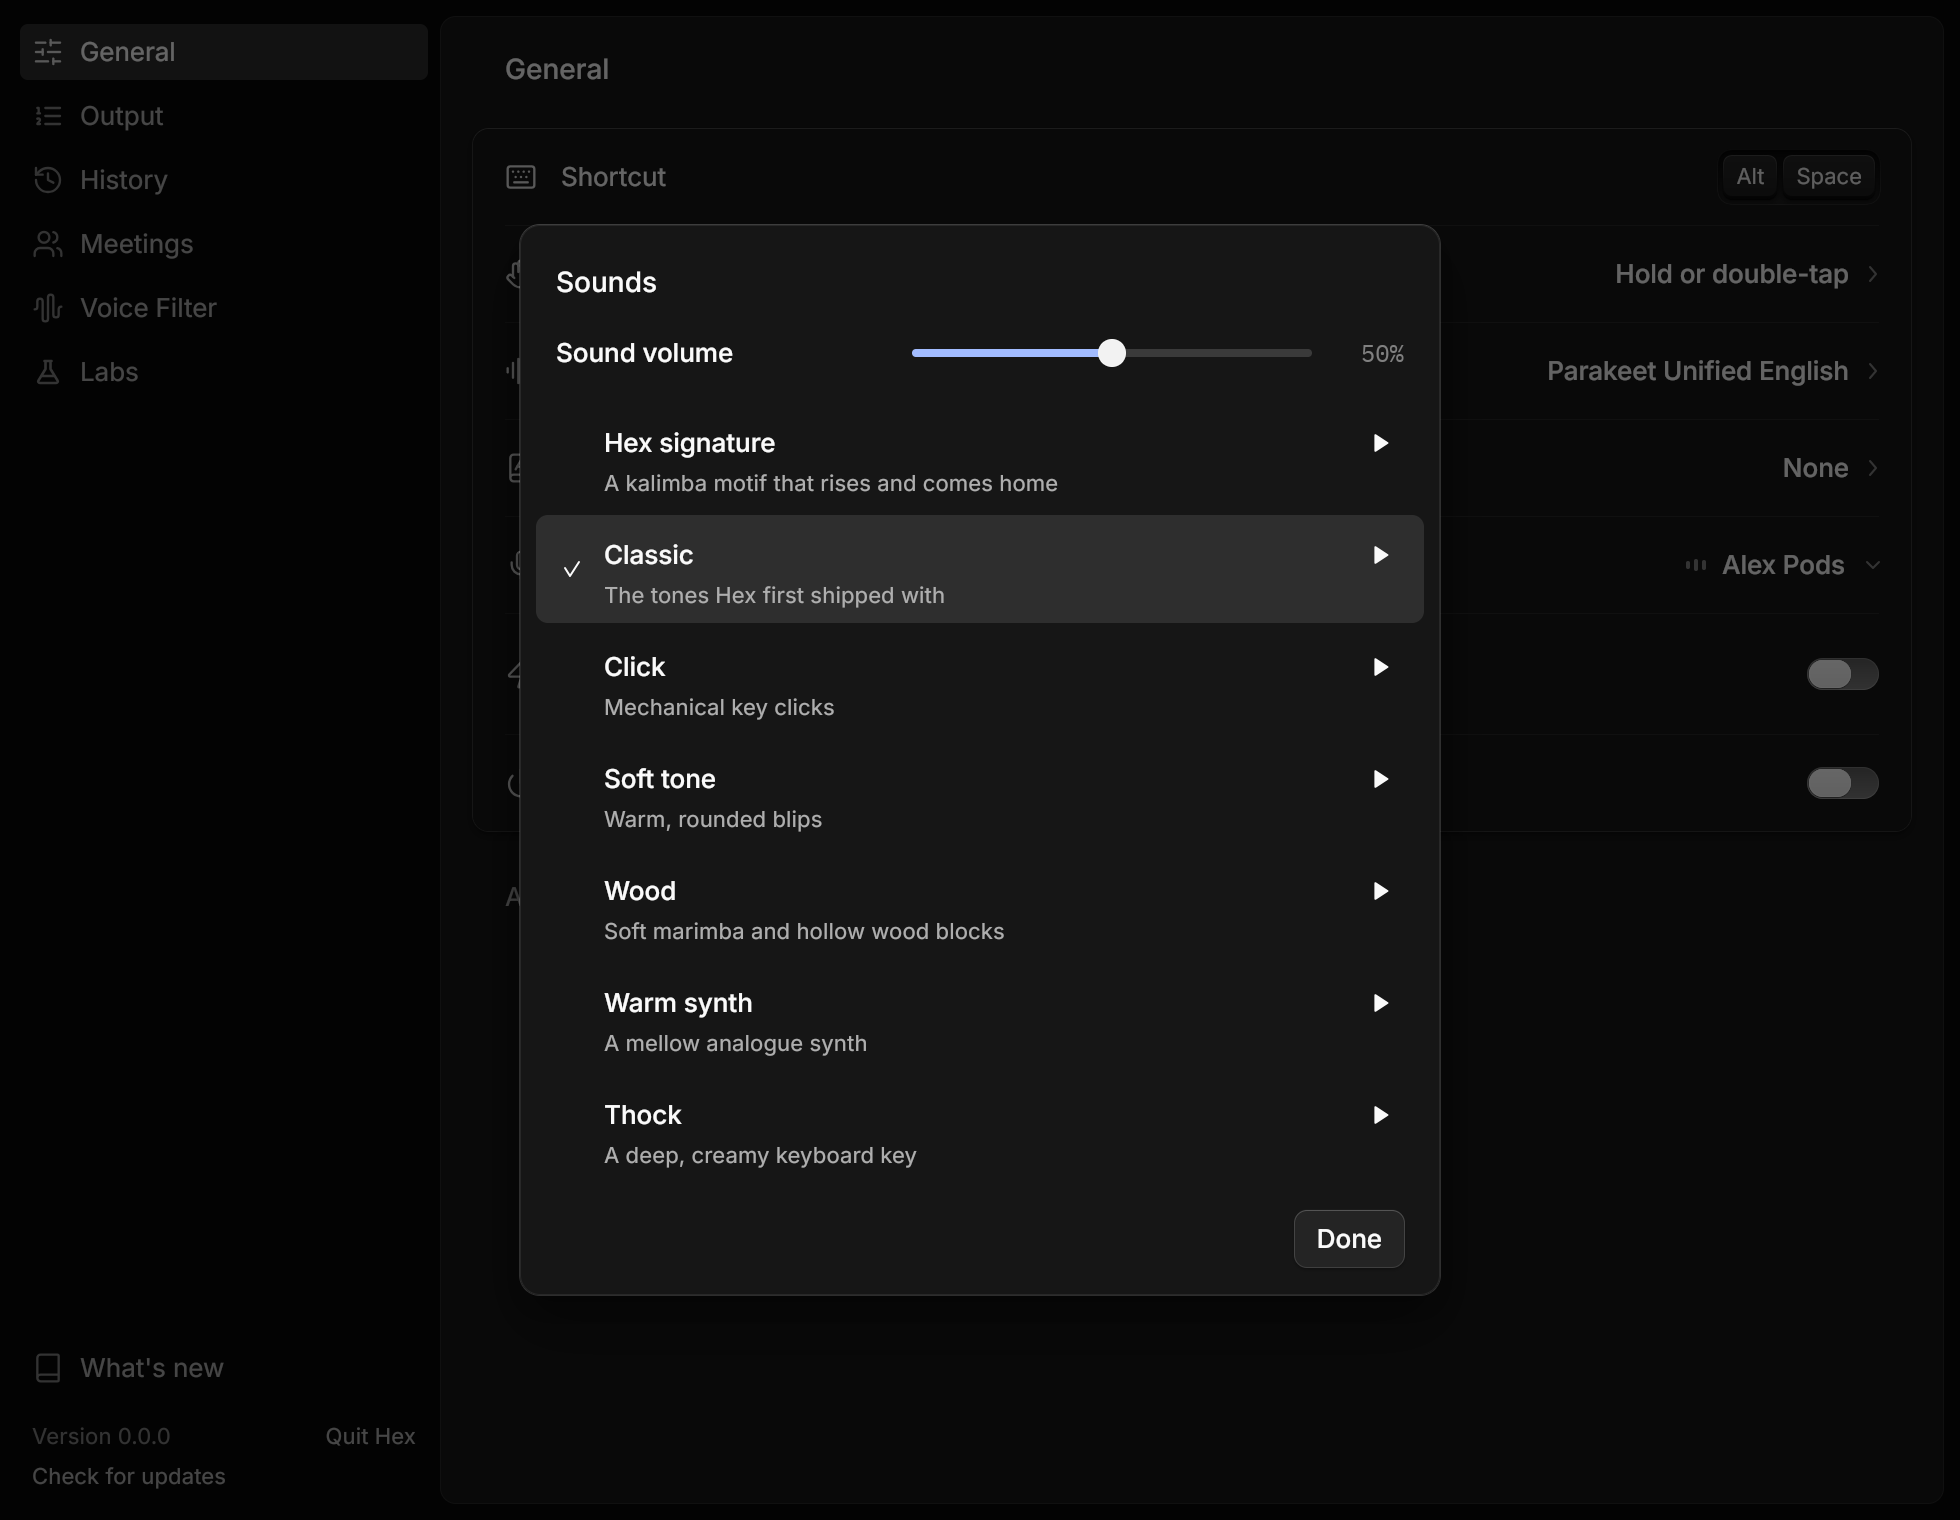 General
Output
History
Meetings
Voice Filter
Labs
What's new
Version 0.0.0
Quit Hex
Check for updates
General
Shortcut
Alt
Space
Hold or double-tap
Parakeet Unified English
None
Alex Pods
Sounds
Sound volume
50%
Hex signature
A kalimba motif that rises and comes home
Classic
The tones Hex first shipped with
Click
Mechanical key clicks
Soft tone
Warm, rounded blips
Wood
Soft marimba and hollow wood blocks
Warm synth
A mellow analogue synth
Thock
A deep, creamy keyboard key
Done